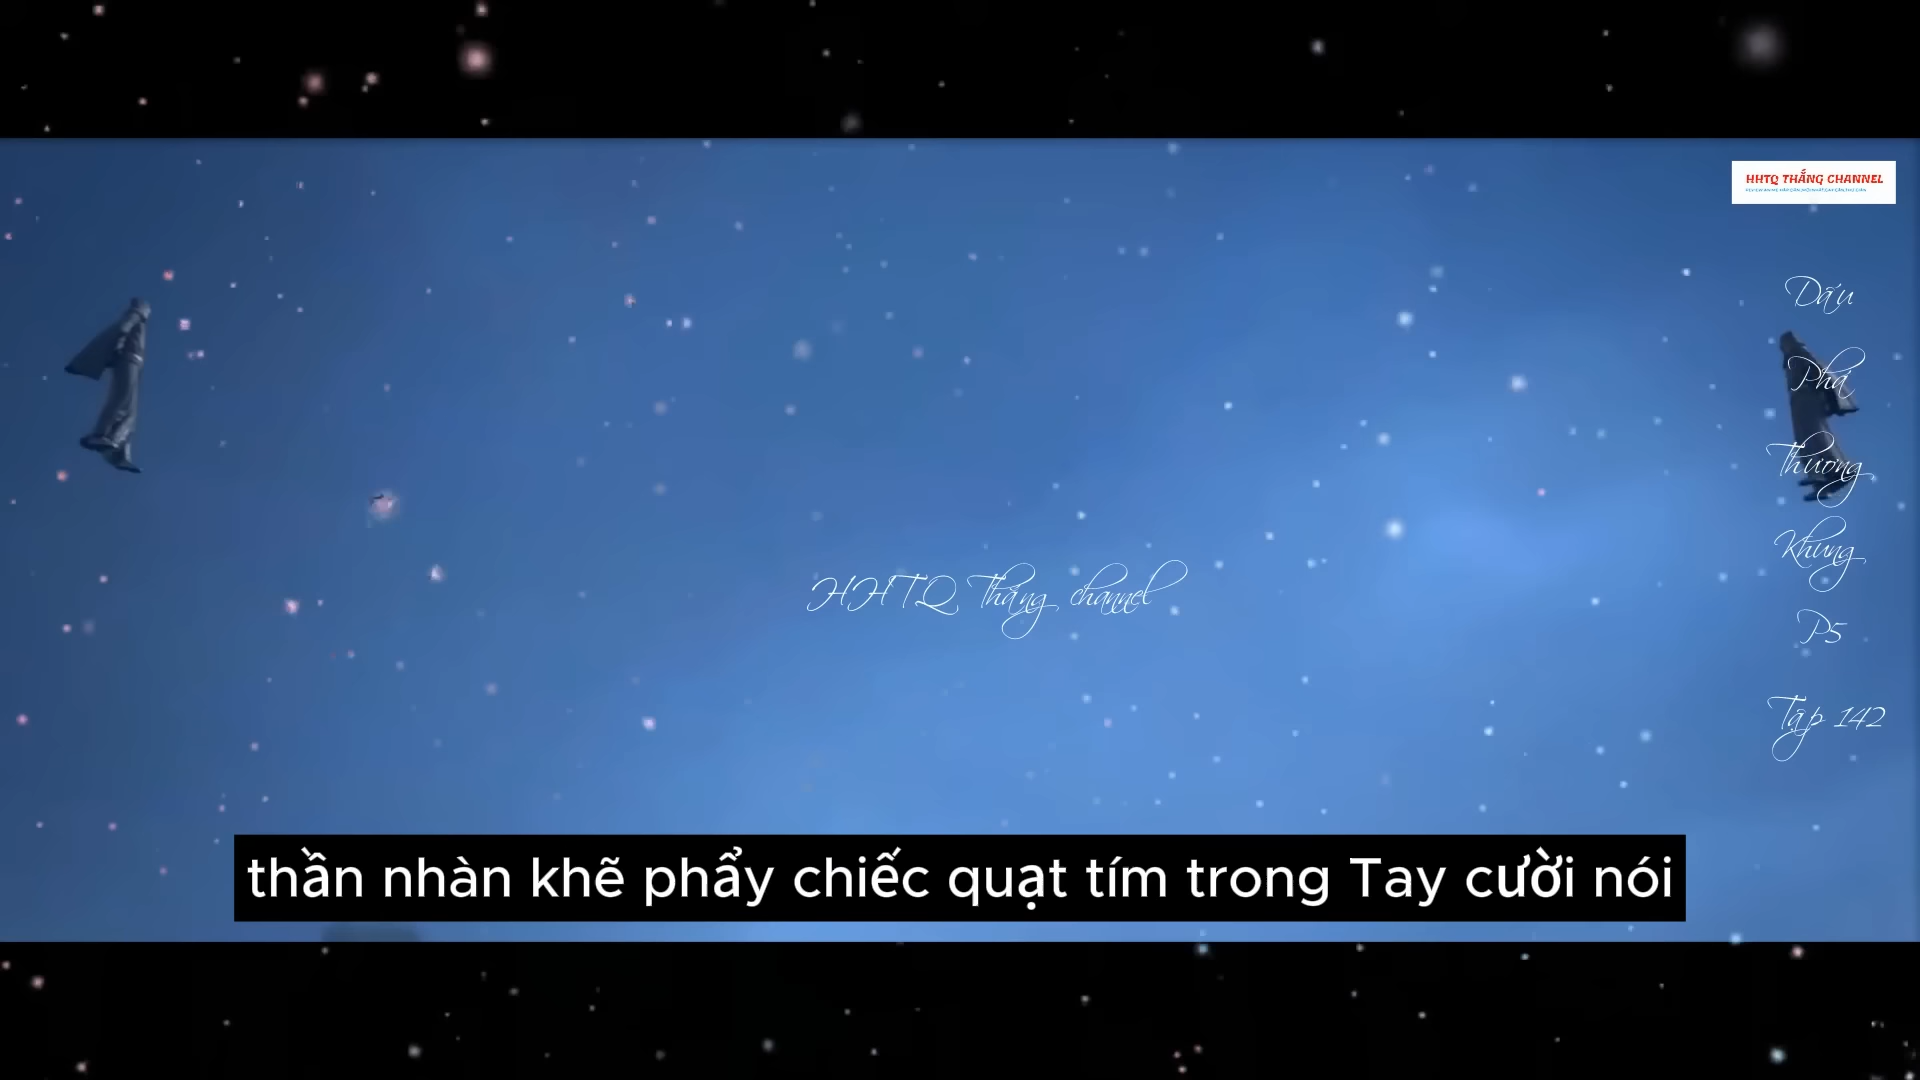 HHTQ THẮNG CHANNEL
Dấu
Phá
Thương
Khung
P5
Tập 142
HHTQ Thắng channel
thần nhàn khẽ phẩy chiếc quạt tím trong Tay cười nói